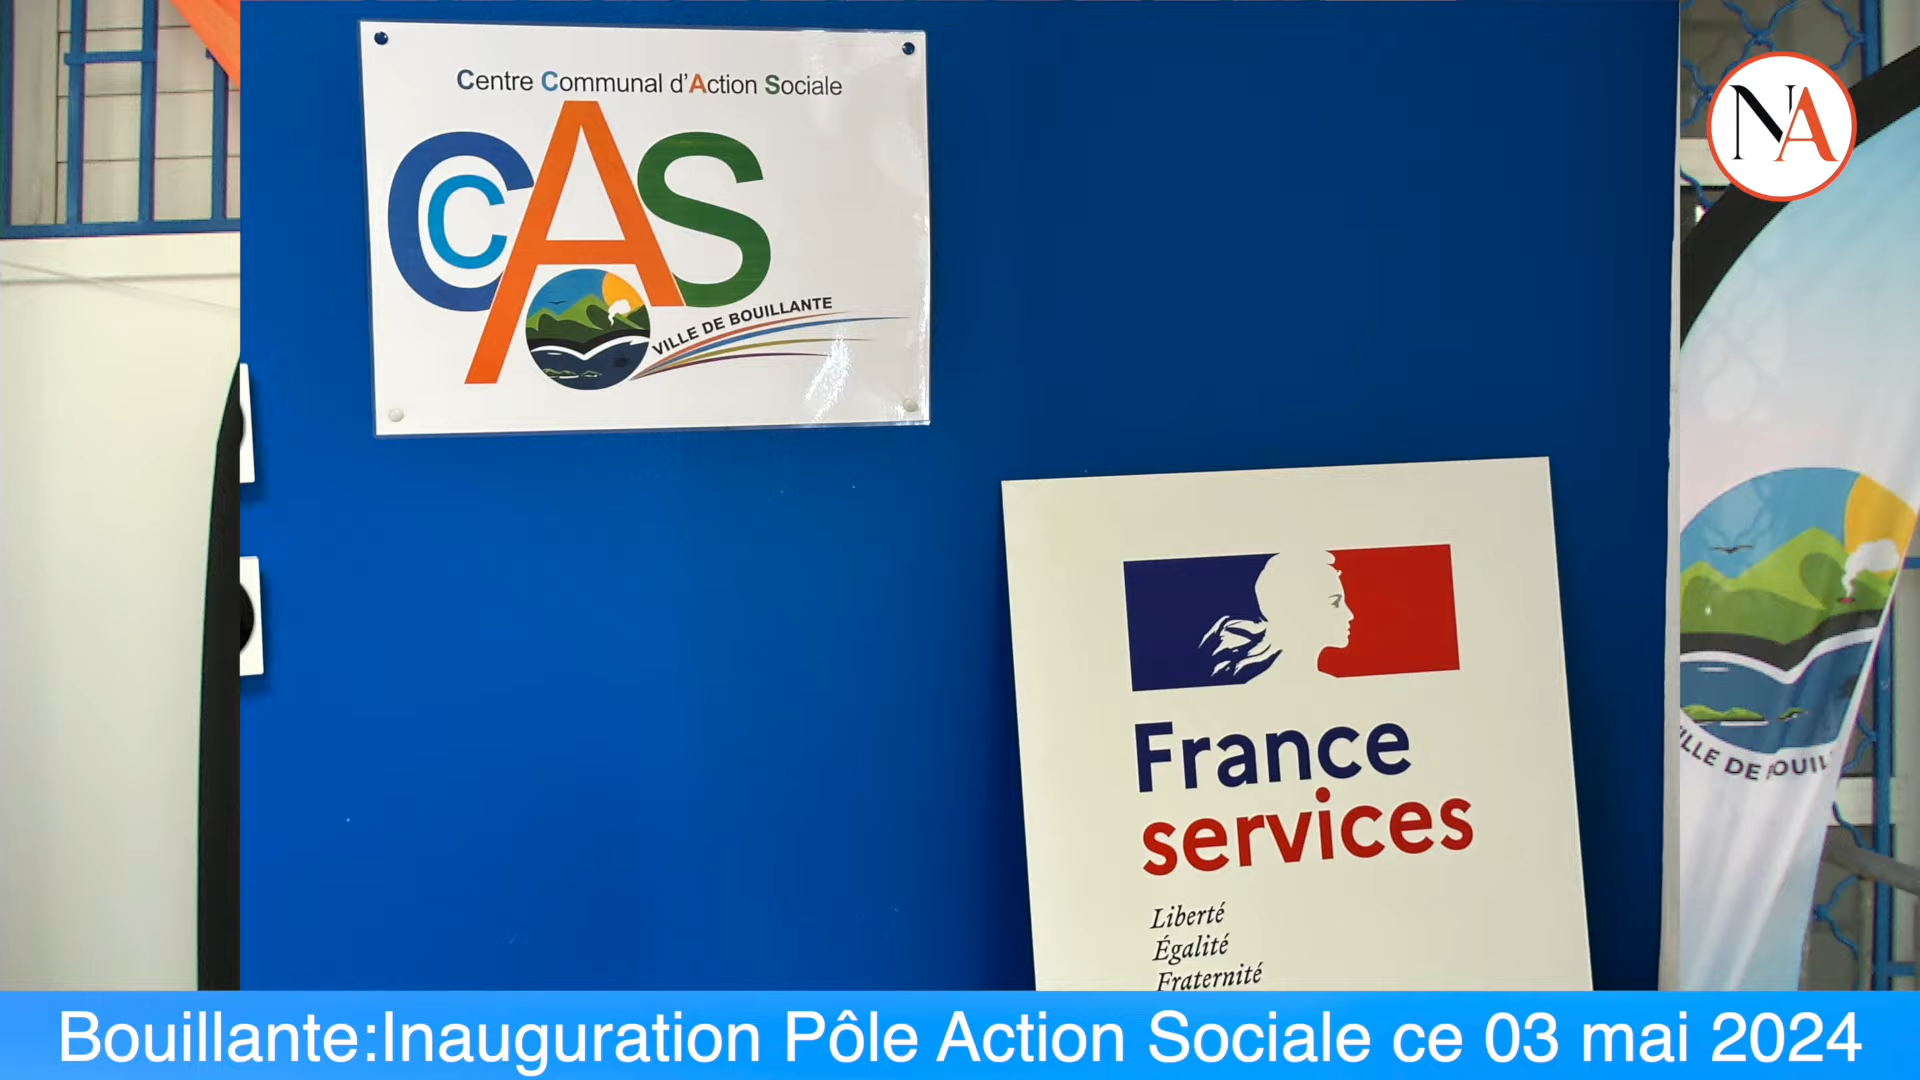 Centre Communal d'Action Sociale
CCAS
VILLE DE BOUILLANTE
NA
France
services
Liberté
Égalité
Fraternité
VILLE DE BOUIL
Bouillante:Inauguration Pôle Action Sociale ce 03 mai 2024